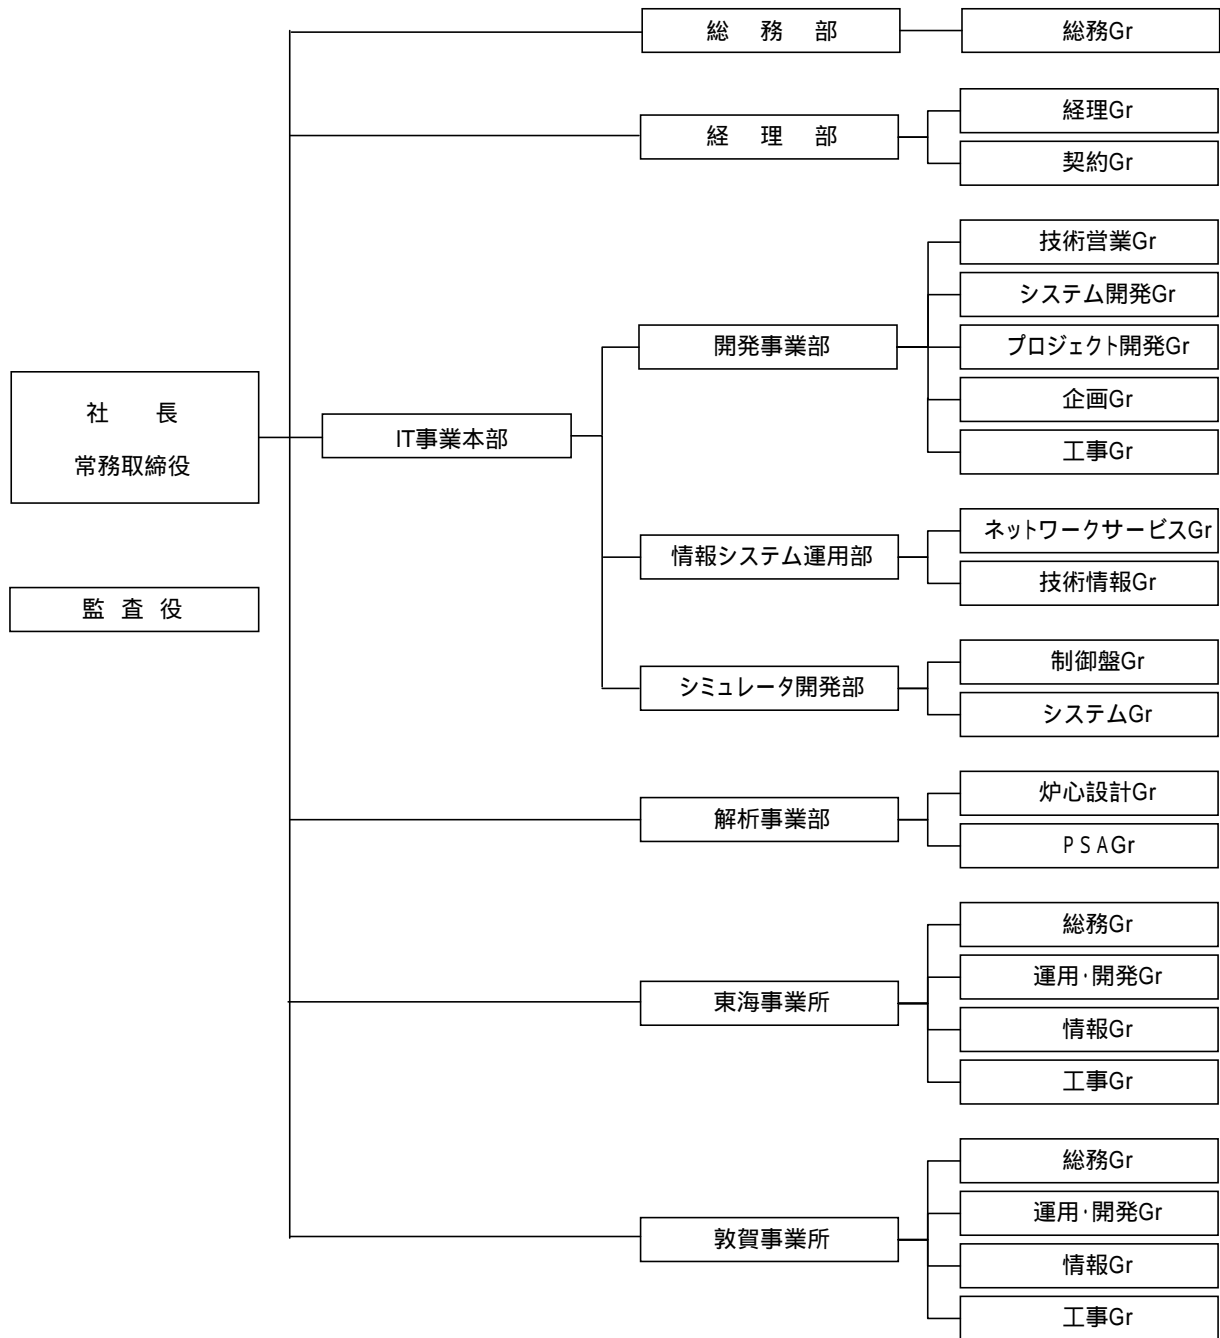 総　務　部
総務Gr
経　理　部
経理Gr
契約Gr
技術営業Gr
システム開発Gr
開発事業部
プロジェクト開発Gr
企画Gr
工事Gr
社　　長
常務取締役
IT事業本部
監 査 役
情報システム運用部
ネットワークサービスGr
技術情報Gr
シミュレータ開発部
制御盤Gr
システムGr
解析事業部
炉心設計Gr
ＰＳＡGr
東海事業所
総務Gr
運用・開発Gr
情報Gr
工事Gr
敦賀事業所
総務Gr
運用・開発Gr
情報Gr
工事Gr